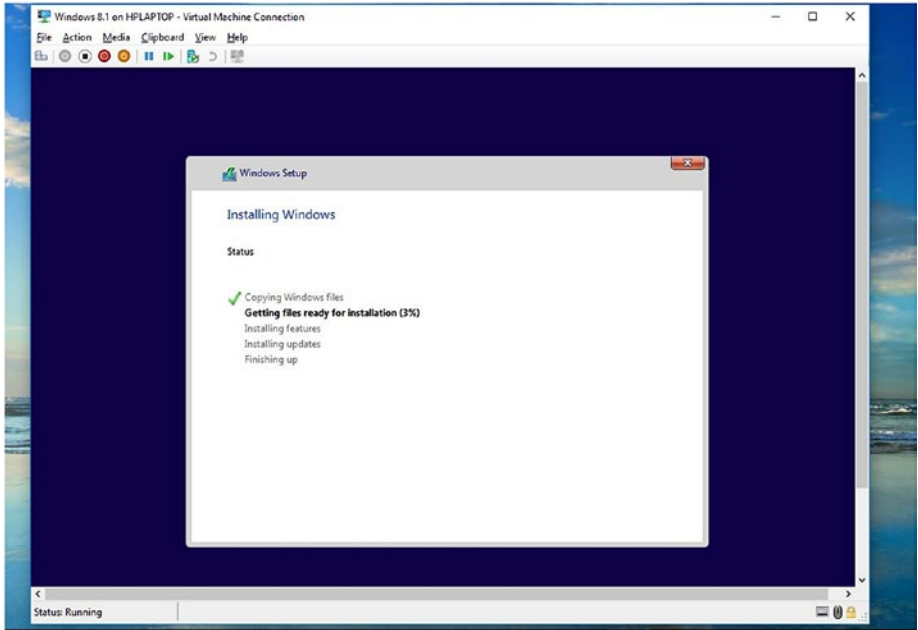 Windows 8.1 on HPLAPTOP - Virtual Machine Connection
File Action Media Clipboard View Help
Windows Setup
Installing Windows
Status
Copying Windows files
Getting files ready for installation (3%)
Installing features
Installing updates
Finishing up
Status: Running